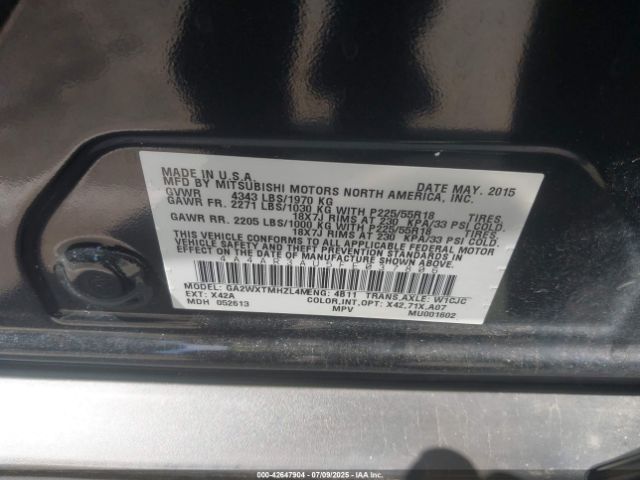 MADE IN U.S.A. DATE MAY. 2015
MFD BY MITSUBISHI MOTORS NORTH AMERICA, INC.
GVWR 4343 LBS/1970 KG
GAWR FR. 2271 LBS/1030 KG WITH P225/55R18 TIRES,
18X7J RIMS AT 230 KPA/33 PSI COLD.
GAWR RR. 2205 LBS/1000 KG WITH P225/55R18 TIRES,
18X7J RIMS AT 230 KPA/33 PSI COLD.
THIS VEHICLE CONFORMS TO ALL APPLICABLE FEDERAL MOTOR
VEHICLE SAFETY AND THEFT PREVENTION STANDARDS IN
EFFECT ON THE DATE OF MANUFACTURE SHOWN ABOVE.
MODEL: GA2WXTMHZL4M ENG: 4B11 TRANS.AXLE: W1CJC
EXT: X42A COLOR,INT,OPT: X42,71X,A07
MDH 052613 MPV MU001602
000-42647904 - 07/09/2025 - IAAI.COM